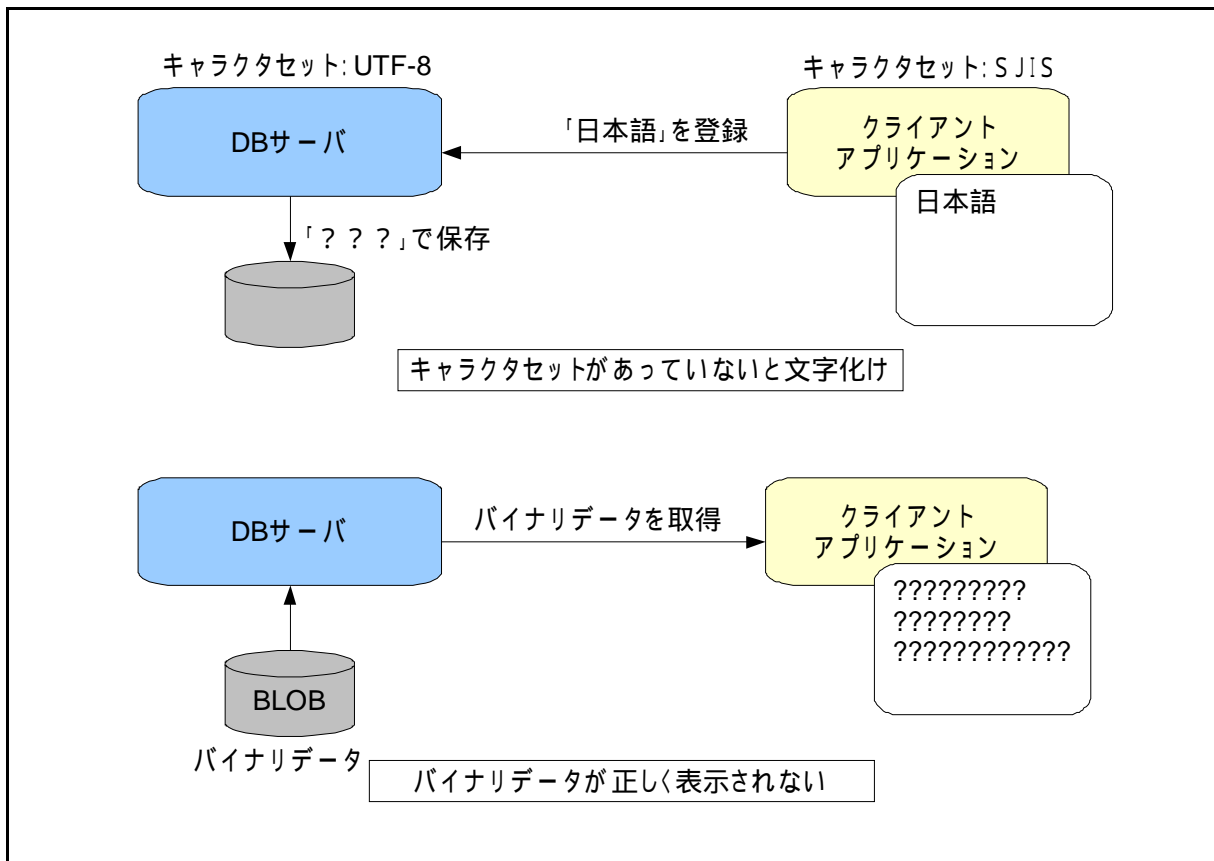 キャラクタセット: UTF-8
キャラクタセット: SJIS
DBサーバ
「日本語」を登録
クライアント
アプリケーション
日本語
「???」で保存
キャラクタセットがあっていないと文字化け
DBサーバ
バイナリデータを取得
クライアント
アプリケーション
?????????
????????
????????????
BLOB
バイナリデータ
バイナリデータが正しく表示されない